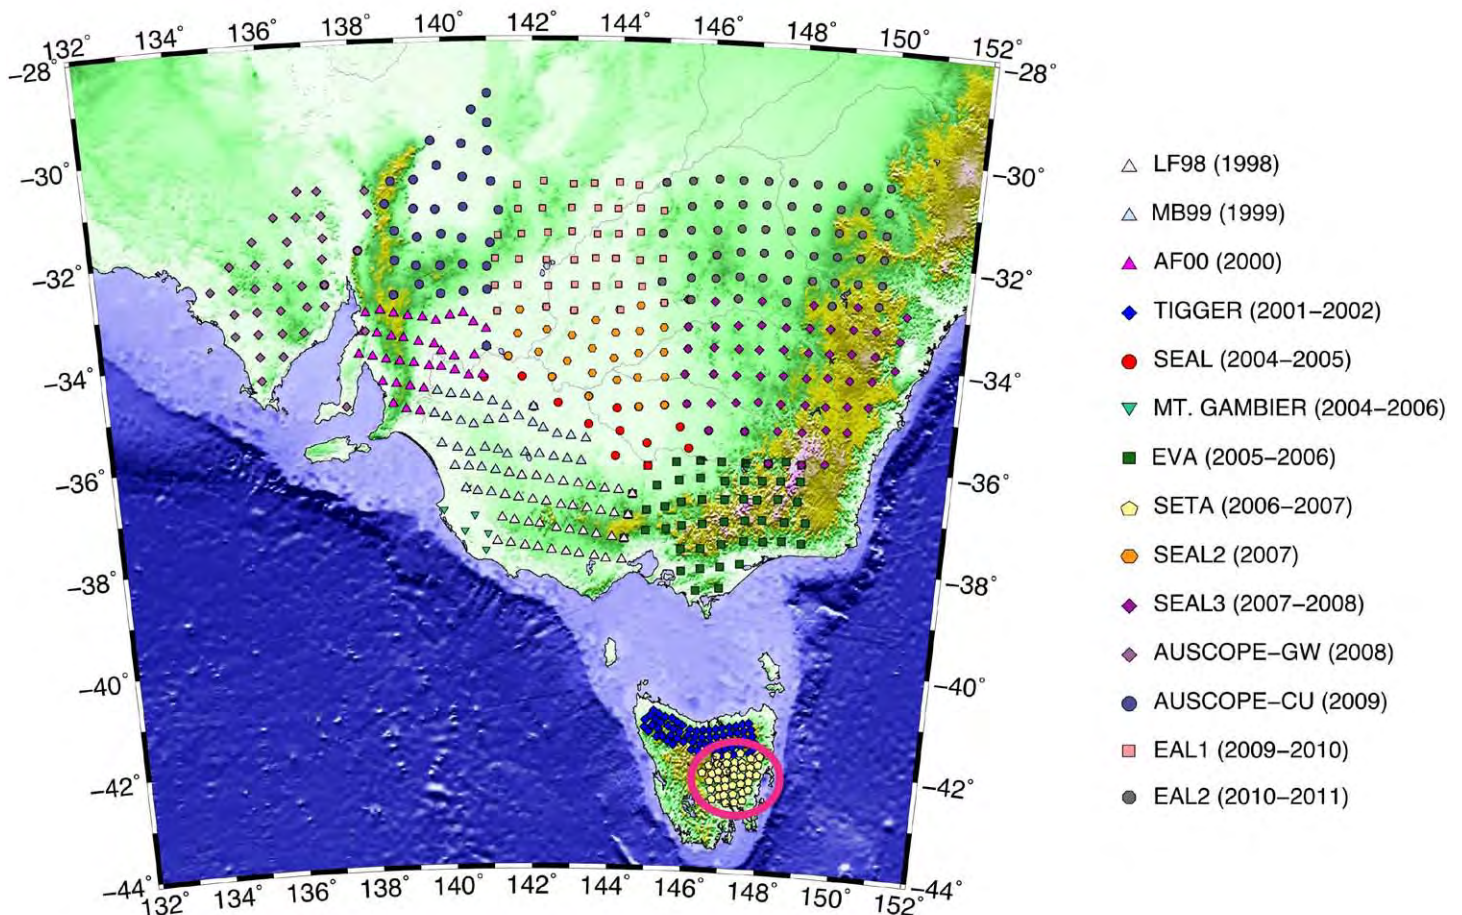 132° 134° 136° 138° 140° 142° 144° 146° 148° 150° 152°
−28° −28°
−30° −30°
−32° −32°
−34° −34°
−36° −36°
−38° −38°
−40° −40°
−42° −42°
−44° −44°
132° 134° 136° 138° 140° 142° 144° 146° 148° 150° 152°
LF98 (1998)
MB99 (1999)
AF00 (2000)
TIGGER (2001−2002)
SEAL (2004−2005)
MT. GAMBIER (2004−2006)
EVA (2005−2006)
SETA (2006−2007)
SEAL2 (2007)
SEAL3 (2007−2008)
AUSCOPE−GW (2008)
AUSCOPE−CU (2009)
EAL1 (2009−2010)
EAL2 (2010−2011)